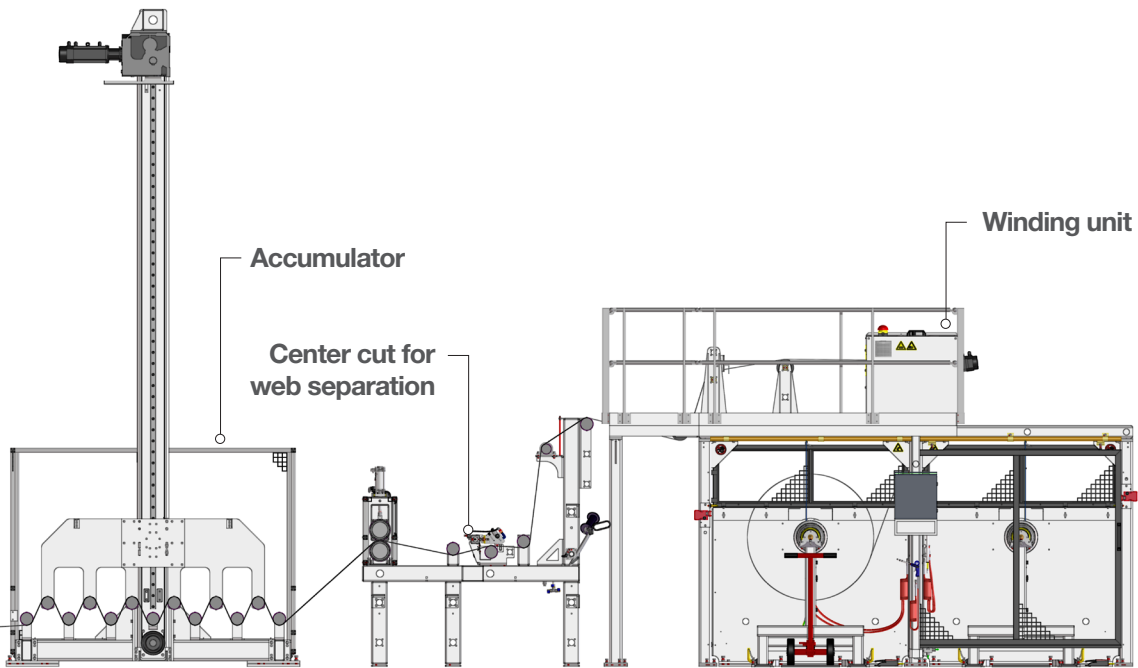 Winding unit
Accumulator
Center cut for
web separation